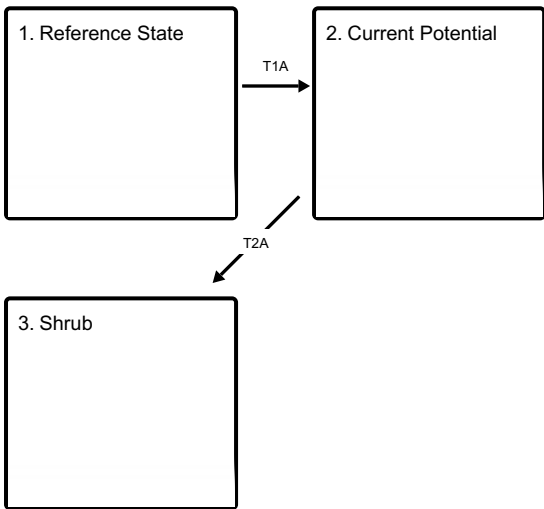 1. Reference State
2. Current Potential
T1A
T2A
3. Shrub